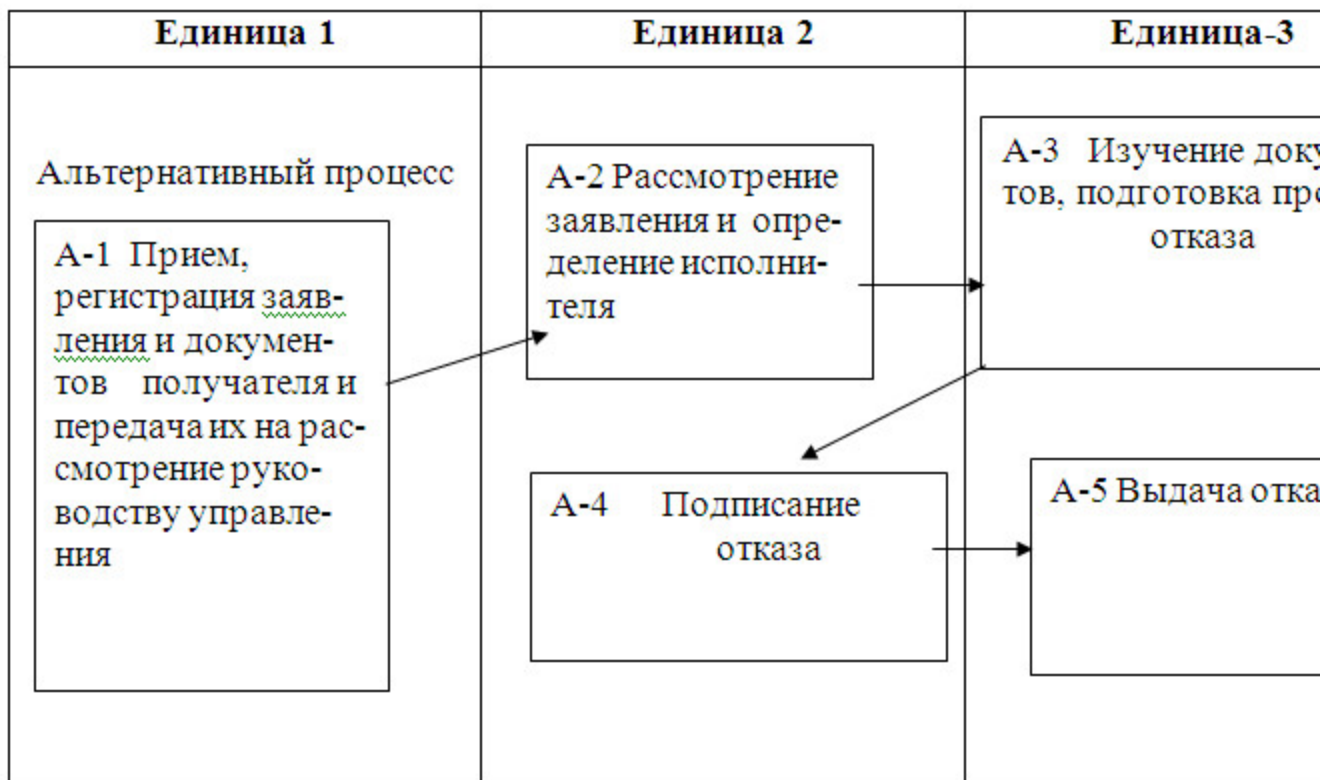 Единица 1
Единица 2
Единица-3
Альтернативный процесс
А-1 Прием,
регистрация заяв-
ления и докумен-
тов получателя и
передача их на рас-
смотрение руко-
водству управле-
ния
А-2 Рассмотрение
заявления и опре-
деление исполни-
теля
А-3 Изучение доку
тов, подготовка
отказа
А-4 Подписание
отказа
А-5 Выдача отка